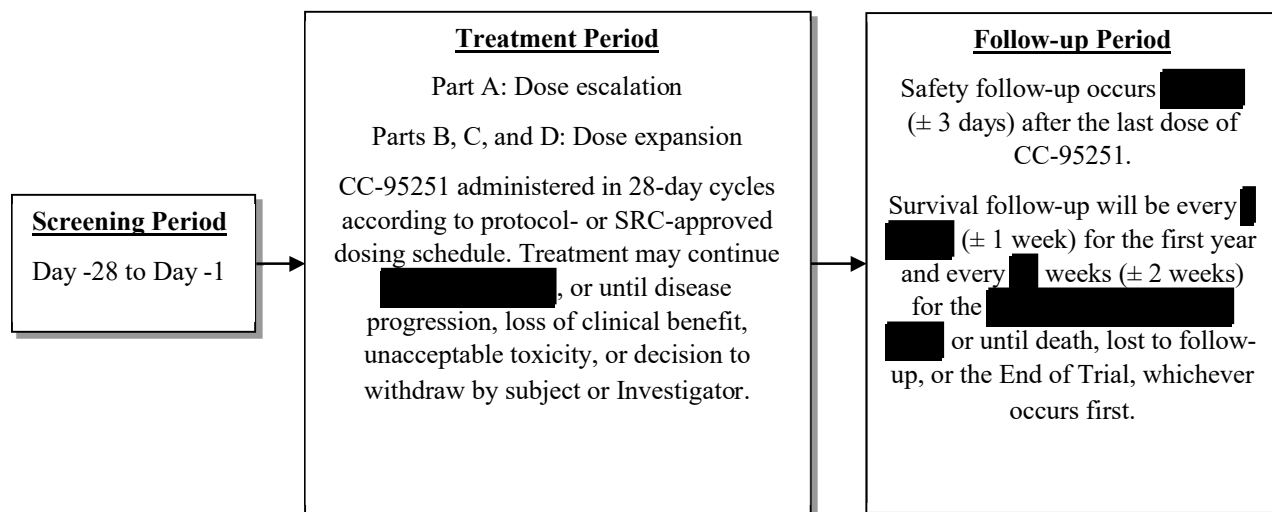 Screening Period
Day -28 to Day -1
Treatment Period
Part A: Dose escalation
Parts B, C, and D: Dose expansion
CC-95251 administered in 28-day cycles
according to protocol- or SRC-approved
dosing schedule. Treatment may continue
, or until disease
progression, loss of clinical benefit,
unacceptable toxicity, or decision to
withdraw by subject or Investigator.
Follow-up Period
Safety follow-up occurs
(± 3 days) after the last dose of
CC-95251.
Survival follow-up will be every
(± 1 week) for the first year
and every weeks (± 2 weeks)
for the
or until death, lost to follow-
up, or the End of Trial, whichever
occurs first.